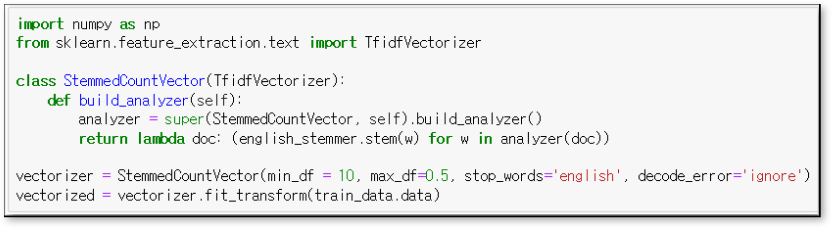 import numpy as np
from sklearn.feature_extraction.text import TfidfVectorizer
class StemmedCountVector(TfidfVectorizer):
    def build_analyzer(self):
        analyzer = super(StemmedCountVector, self).build_analyzer()
        return lambda doc: (english_stemmer.stem(w) for w in analyzer(doc))
vectorizer = StemmedCountVector(min_df = 10, max_df=0.5, stop_words='english', decode_error='ignore')
vectorized = vectorizer.fit_transform(train_data.data)